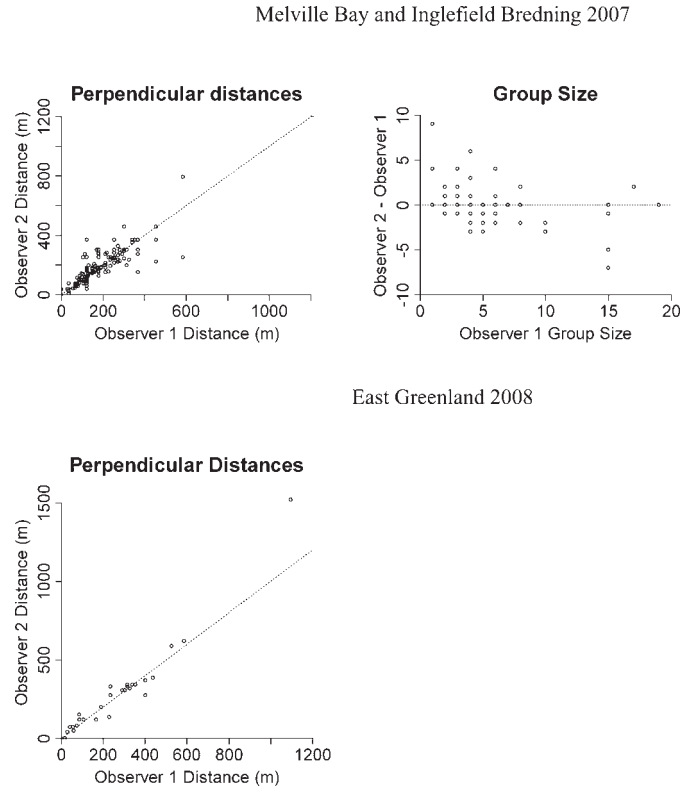 Melville Bay and Inglefield Bredning 2007
Perpendicular distances
Observer 2 Distance (m)
1200
800
400
0
0 200 600 1000
Observer 1 Distance (m)
Group Size
Observer 2 - Observer 1
10
5
0
-5
-10
0 5 10 15 20
Observer 1 Group Size
East Greenland 2008
Perpendicular Distances
Observer 2 Distance (m)
1500
1000
500
0
0 200 400 600 800 1200
Observer 1 Distance (m)